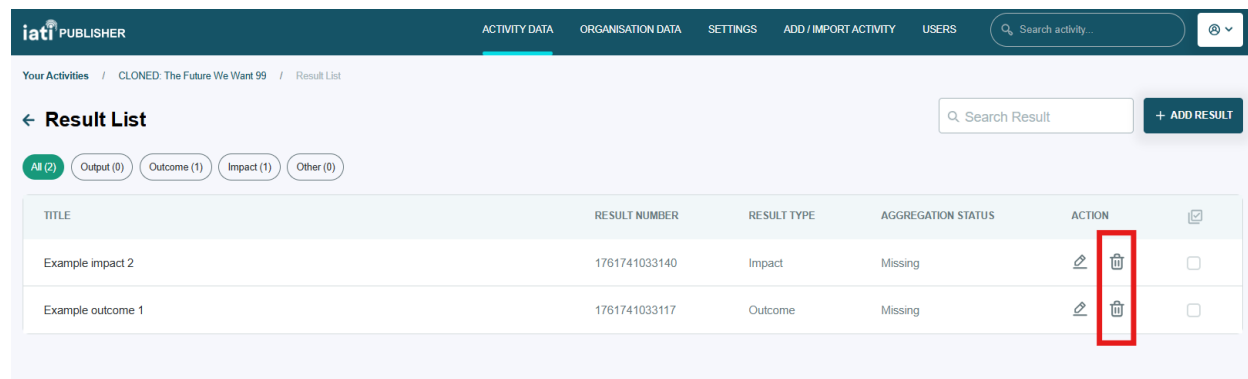 iati PUBLISHER ACTIVITY DATA ORGANISATION DATA SETTINGS ADD / IMPORT ACTIVITY USERS Search activity...
Your Activities / CLONED: The Future We Want 99 / Result List
Result List Search Result + ADD RESULT
All (2) Output (0) Outcome (1) Impact (1) Other (0)
TITLE RESULT NUMBER RESULT TYPE AGGREGATION STATUS ACTION
Example impact 2 1761741033140 Impact Missing
Example outcome 1 1761741033117 Outcome Missing